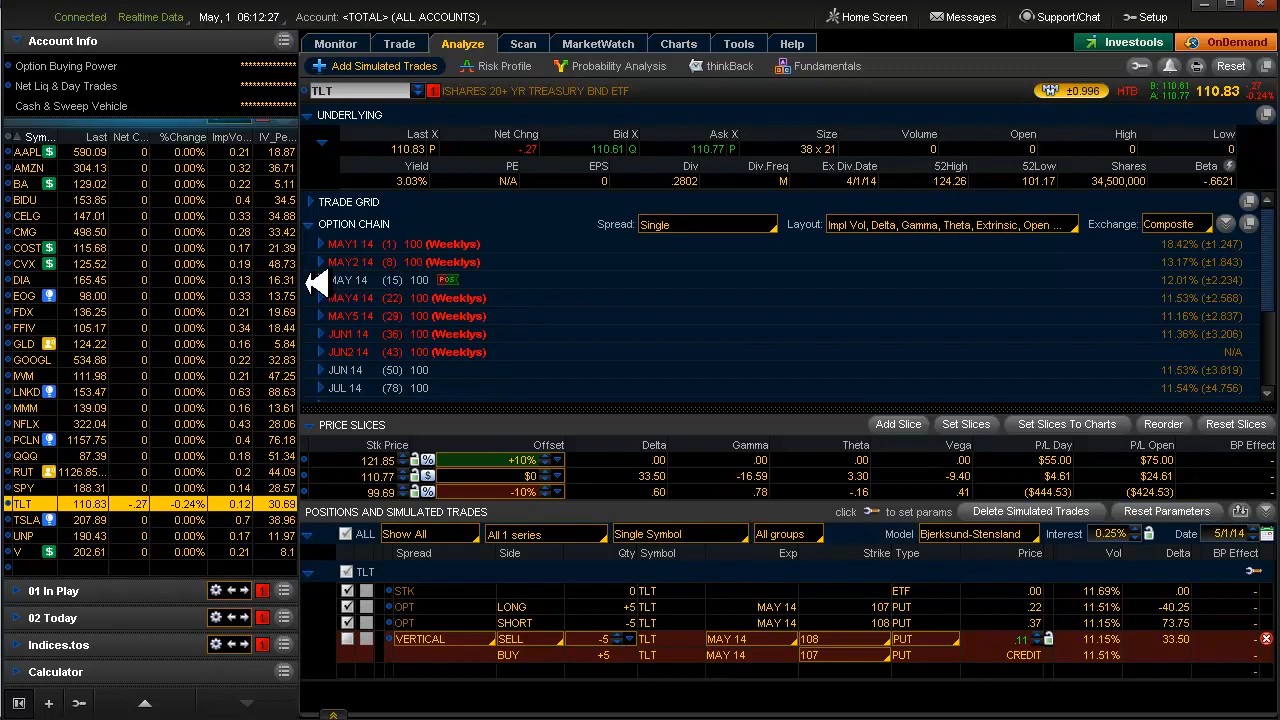 Connected Realtime Data May, 1 06:12:27 Account: <TOTAL> (ALL ACCOUNTS) Home Screen Messages Support/Chat Setup
Account Info
Option Buying Power **************
Net Liq & Day Trades **************
Cash & Sweep Vehicle **************
Sym... Last Net C... %Change ImpVo... IV_Pe...
AAPL $ 590.09 0 0.00% 0.21 18.87
AMZN 304.13 0 0.00% 0.32 36.71
BA $ 129.02 0 0.00% 0.22 5.11
BIDU 153.85 0 0.00% 0.4 34.5
CELG 147.01 0 0.00% 0.33 34.88
CMG 498.50 0 0.00% 0.28 33.42
COST $ 115.68 0 0.00% 0.17 21.39
CVX $ 125.52 0 0.00% 0.19 48.73
DIA 165.45 0 0.00% 0.13 16.31
EOG 98.00 0 0.00% 0.33 13.75
FDX 136.25 0 0.00% 0.21 19.69
FFIV 105.17 0 0.00% 0.34 18.44
GLD 124.22 0 0.00% 0.16 5.84
GOOGL 534.88 0 0.00% 0.22 32.83
IWM 111.98 0 0.00% 0.21 47.25
LNKD 153.47 0 0.00% 0.63 88.63
MMM 139.09 0 0.00% 0.16 13.61
NFLX 322.04 0 0.00% 0.43 28.06
PCLN 1157.75 0 0.00% 0.4 76.18
QQQ 87.39 0 0.00% 0.18 51.34
RUT 1126.85... 0 0.00% 0.2 44.09
SPY 188.31 0 0.00% 0.14 28.57
TLT 110.83 -.27 -0.24% 0.12 30.69
TSLA 207.89 0 0.00% 0.7 38.96
UNP 190.43 0 0.00% 0.17 11.97
V $ 202.61 0 0.00% 0.21 8.1
01 In Play 1
02 Today 1
Indices.tos 1
Calculator
Monitor Trade Analyze Scan MarketWatch Charts Tools Help Investools OnDemand
Add Simulated Trades Risk Profile Probability Analysis thinkBack Fundamentals Reset
TLT 1 ISHARES 20+ YR TREASURY BND ETF ±0.996 HTB B: 110.61 A: 110.77 110.83 -.27 -0.24%
UNDERLYING
Last X Net Chng Bid X Ask X Size Volume Open High Low
110.83 P -.27 110.61 Q 110.77 P 38 x 21 0 0 0 0
Yield PE EPS Div Div.Freq Ex Div.Date 52High 52Low Shares Beta
3.03% N/A 0 .2802 M 4/1/14 124.26 101.17 34,500,000 -.6621
TRADE GRID
OPTION CHAIN Spread: Single Layout: Impl Vol, Delta, Gamma, Theta, Extrinsic, Open ... Exchange: Composite
MAY1 14 (1) 100 (Weeklys) 18.42% (±1.247)
MAY2 14 (8) 100 (Weeklys) 13.17% (±1.843)
MAY 14 (15) 100 POS 12.01% (±2.234)
MAY4 14 (22) 100 (Weeklys) 11.53% (±2.568)
MAY5 14 (29) 100 (Weeklys) 11.16% (±2.837)
JUN1 14 (36) 100 (Weeklys) 11.36% (±3.206)
JUN2 14 (43) 100 (Weeklys) N/A
JUN 14 (50) 100 11.53% (±3.819)
JUL 14 (78) 100 11.54% (±4.756)
PRICE SLICES Add Slice Set Slices Set Slices To Charts Reorder Reset Slices
Stk Price Offset Delta Gamma Theta Vega P/L Day P/L Open BP Effect
121.85 % +10% .00 .00 .00 .00 $55.00 $75.00
110.77 $ $0 33.50 -16.59 3.30 -9.40 $4.61 $24.61
99.69 % -10% .60 .78 -.16 .41 ($444.53) ($424.53)
POSITIONS AND SIMULATED TRADES click to set params Delete Simulated Trades Reset Parameters
ALL Show All All 1 series Single Symbol All groups Model Bjerksund-Stensland Interest 0.25% Date 5/1/14
Spread Side Qty Symbol Exp Strike Type Price Vol Delta BP Effect
TLT
STK 0 TLT ETF .00 11.69% .00 -
OPT LONG +5 TLT MAY 14 107 PUT .22 11.51% -40.25 -
OPT SHORT -5 TLT MAY 14 108 PUT .37 11.15% 73.75 -
VERTICAL SELL -5 TLT MAY 14 108 PUT .11 11.15% 33.50 -
BUY +5 TLT MAY 14 107 PUT CREDIT 11.51% -